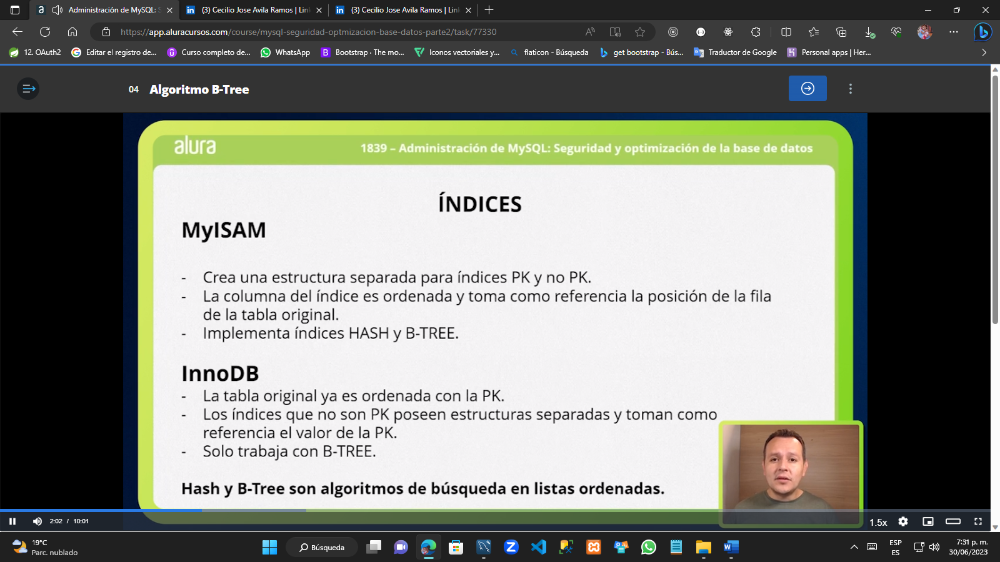 Administración de MySQL: S
(3) Cecilio Jose Avila Ramos | Link
(3) Cecilio Jose Avila Ramos | Link
https://app.aluracursos.com/course/mysql-seguridad-optmizacion-base-datos-parte2/task/77330
12. OAuth2
Editar el registro de...
Curso completo de...
WhatsApp
Bootstrap · The mo...
Iconos vectoriales y...
flaticon - Búsqueda
get bootstrap - Bús...
Traductor de Google
Personal apps | Her...
04 Algoritmo B-Tree
alura
1839 – Administración de MySQL: Seguridad y optimización de la base de datos
ÍNDICES
MyISAM
- Crea una estructura separada para índices PK y no PK.
- La columna del índice es ordenada y toma como referencia la posición de la fila
de la tabla original.
- Implementa índices HASH y B-TREE.
InnoDB
- La tabla original ya es ordenada con la PK.
- Los índices que no son PK poseen estructuras separadas y toman como
referencia el valor de la PK.
- Solo trabaja con B-TREE.
Hash y B-Tree son algoritmos de búsqueda en listas ordenadas.
2:02 / 10:01
1.5x
19°C
Parc. nublado
Búsqueda
ESP
ES
7:31 p. m.
30/06/2023